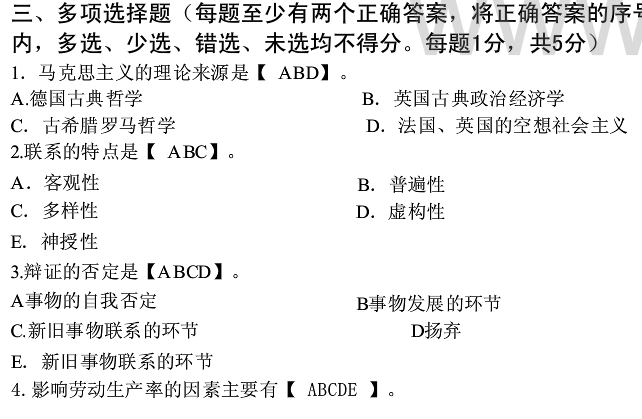 三、多项选择题（每题至少有两个正确答案，将正确答案的序号
内，多选、少选、错选、未选均不得分。每题1分，共5分）
1．马克思主义的理论来源是【 ABD】。
A.德国古典哲学 B．英国古典政治经济学
C．古希腊罗马哲学 D．法国、英国的空想社会主义
2.联系的特点是【 ABC】。
A．客观性 B．普遍性
C．多样性 D．虚构性
E．神授性
3.辩证的否定是【ABCD】。
A事物的自我否定 B事物发展的环节
C.新旧事物联系的环节 D扬弃
E．新旧事物联系的环节
4．影响劳动生产率的因素主要有【 ABCDE 】。